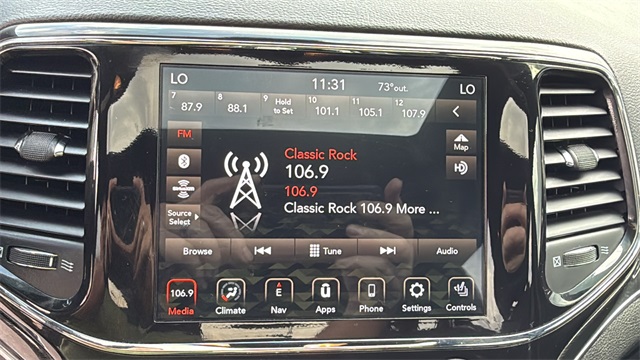 LO 11:31 73°out. LO
7 87.9 8 88.1 9 Hold to Set 10 101.1 11 105.1 12 107.9
FM
Map
HD
Source Select
Classic Rock
106.9
106.9
Classic Rock 106.9 More ...
Browse Tune Audio
106.9 E
Media Climate Nav Apps Phone Settings Controls